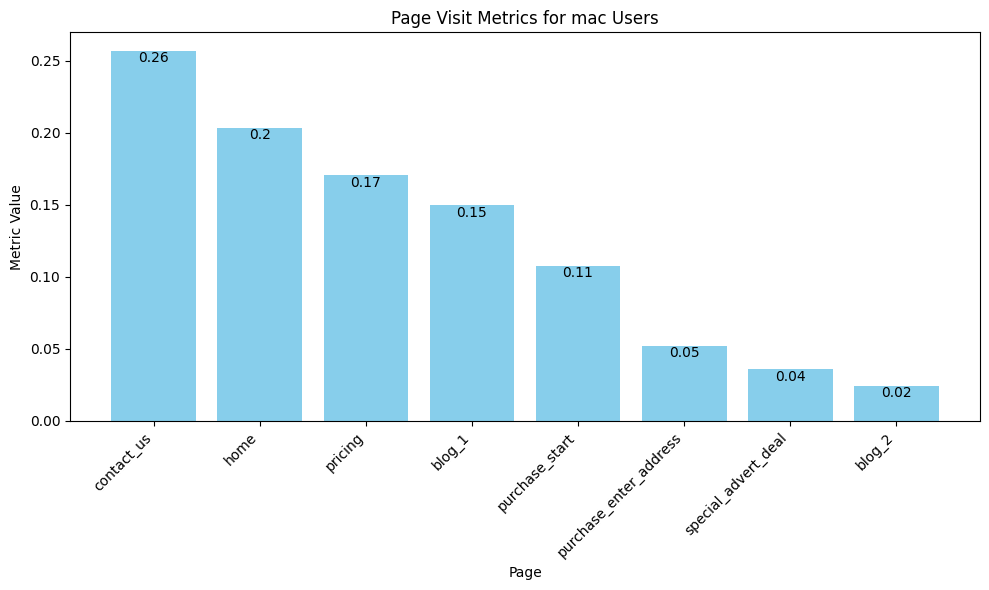 Page Visit Metrics for mac Users
Metric Value
0.25
0.20
0.15
0.10
0.05
0.00
0.26
0.2
0.17
0.15
0.11
0.05
0.04
0.02
contact_us
home
pricing
blog_1
purchase_start
purchase_enter_address
special_advert_deal
blog_2
Page